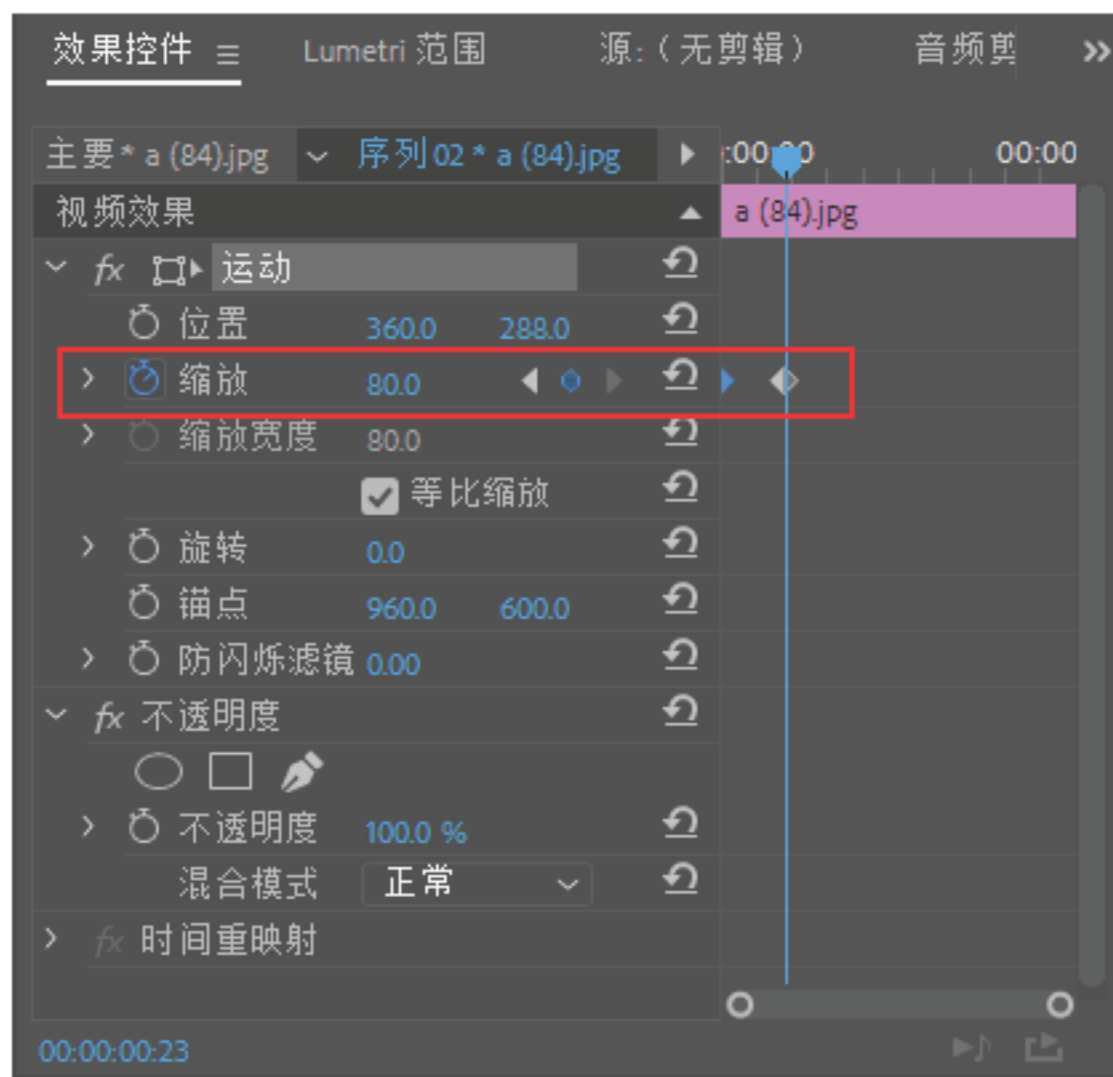 效果控件 Lumetri 范围 源:（无剪辑） 音频剪
主要* a (84).jpg 序列 02 * a (84).jpg :00:00 00:00
视频效果 a (84).jpg
fx 运动
位置 360.0 288.0
缩放 80.0
缩放宽度 80.0
等比缩放
旋转 0.0
锚点 960.0 600.0
防闪烁滤镜 0.00
fx 不透明度
不透明度 100.0 %
混合模式 正常
fx 时间重映射
00:00:00:23